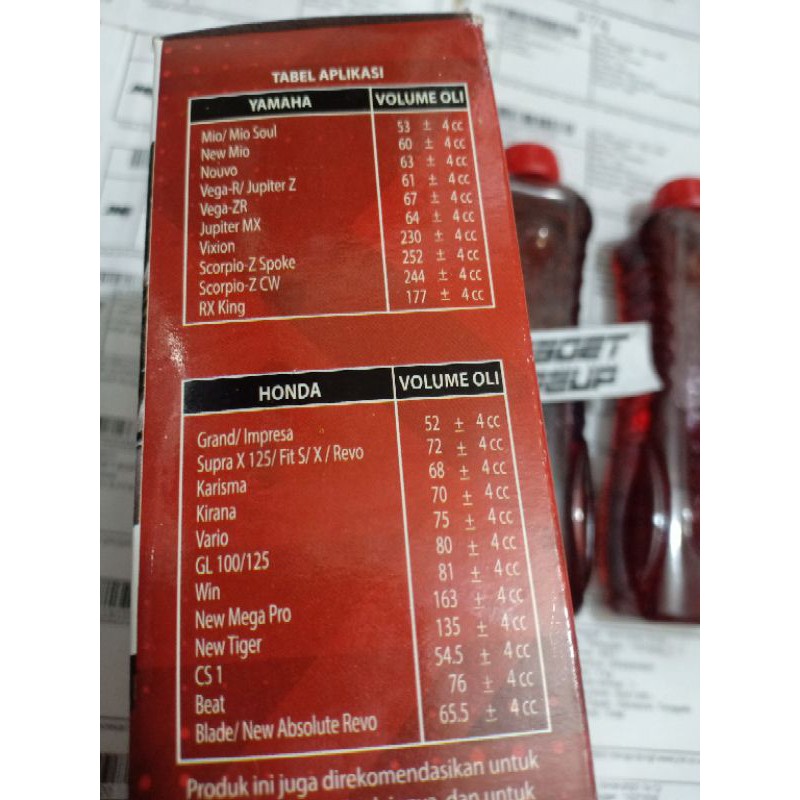 TABEL APLIKASI
YAMAHA VOLUME OLI
Mio/ Mio Soul 53 ± 4 cc
New Mio 60 ± 4 cc
Nouvo 63 ± 4 cc
Vega-R/ Jupiter Z 61 ± 4 cc
Vega-ZR 67 ± 4 cc
Jupiter MX 64 ± 4 cc
Vixion 230 ± 4 cc
Scorpio-Z Spoke 252 ± 4 cc
Scorpio-Z CW 244 ± 4 cc
RX King 177 ± 4 cc
HONDA VOLUME OLI
Grand/ Impresa 52 ± 4 cc
Supra X 125/ Fit S/ X / Revo 72 ± 4 cc
Karisma 68 ± 4 cc
Kirana 70 ± 4 cc
Vario 75 ± 4 cc
GL 100/125 80 ± 4 cc
Win 81 ± 4 cc
New Mega Pro 163 ± 4 cc
New Tiger 135 ± 4 cc
CS 1 54.5 ± 4 cc
Beat 76 ± 4 cc
Blade/ New Absolute Revo 65.5 ± 4 cc
Produk ini juga direkomendasikan untuk
dan untuk